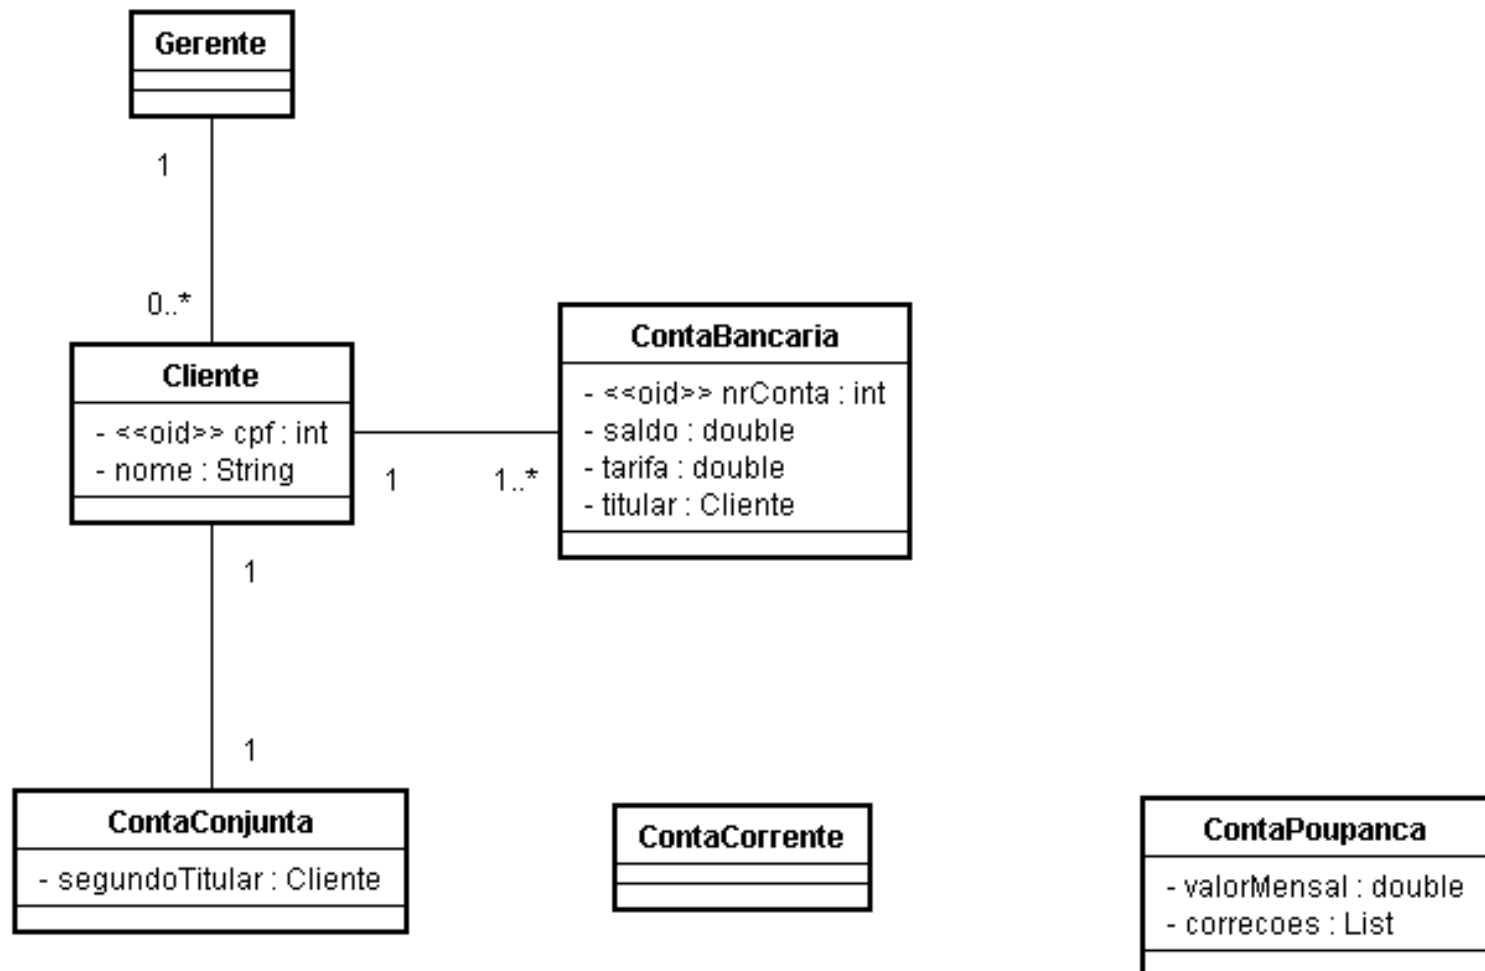 Gerente
1
0..*
Cliente
- <<oid>> cpf : int
- nome : String
1
1..*
ContaBancaria
- <<oid>> nrConta : int
- saldo : double
- tarifa : double
- titular : Cliente
1
1
ContaConjunta
- segundoTitular : Cliente
ContaCorrente
ContaPoupanca
- valorMensal : double
- correcoes : List